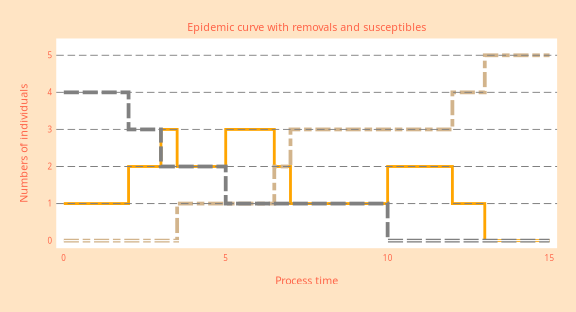 Epidemic curve with removals and susceptibles
Numbers of Individuals
5
4
3
2
1
0
0 5 10 15
Process time